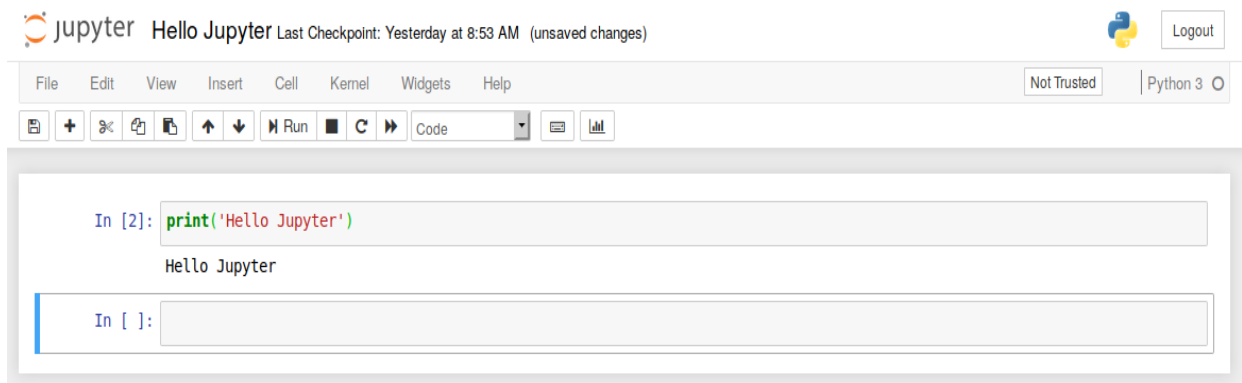 jupyter Hello Jupyter Last Checkpoint: Yesterday at 8:53 AM (unsaved changes) Logout
File Edit View Insert Cell Kernel Widgets Help Not Trusted Python 3
Run Code
In [2]: print('Hello Jupyter')
Hello Jupyter
In [ ]: